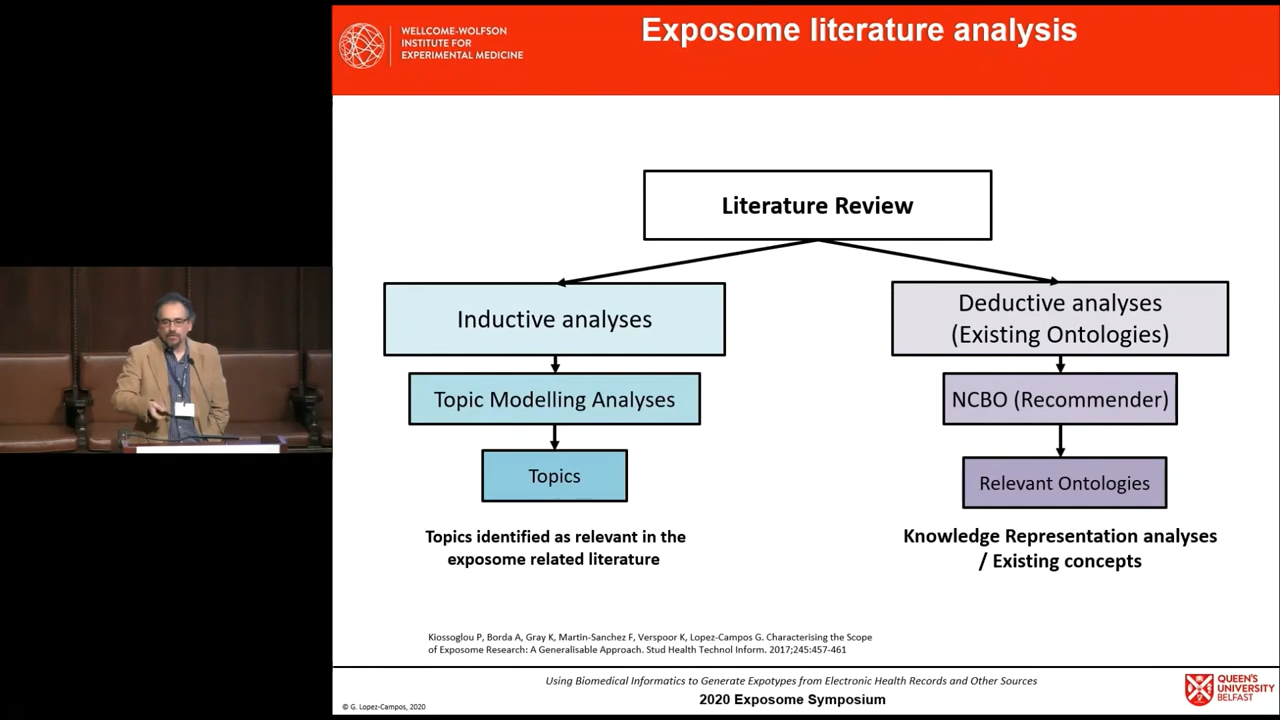 WELLCOME-WOLFSON
INSTITUTE FOR
EXPERIMENTAL MEDICINE
Exposome literature analysis
Literature Review
Inductive analyses
Topic Modelling Analyses
Topics
Topics identified as relevant in the
exposome related literature
Deductive analyses
(Existing Ontologies)
NCBO (Recommender)
Relevant Ontologies
Knowledge Representation analyses
/ Existing concepts
Kiossoglou P, Borda A, Gray K, Martin-Sanchez F, Verspoor K, Lopez-Campos G. Characterising the Scope
of Exposome Research: A Generalisable Approach. Stud Health Technol Inform. 2017;245:457-461
Using Biomedical Informatics to Generate Expotypes from Electronic Health Records and Other Sources
2020 Exposome Symposium
© G. Lopez-Campos, 2020
QUEEN'S
UNIVERSITY
BELFAST